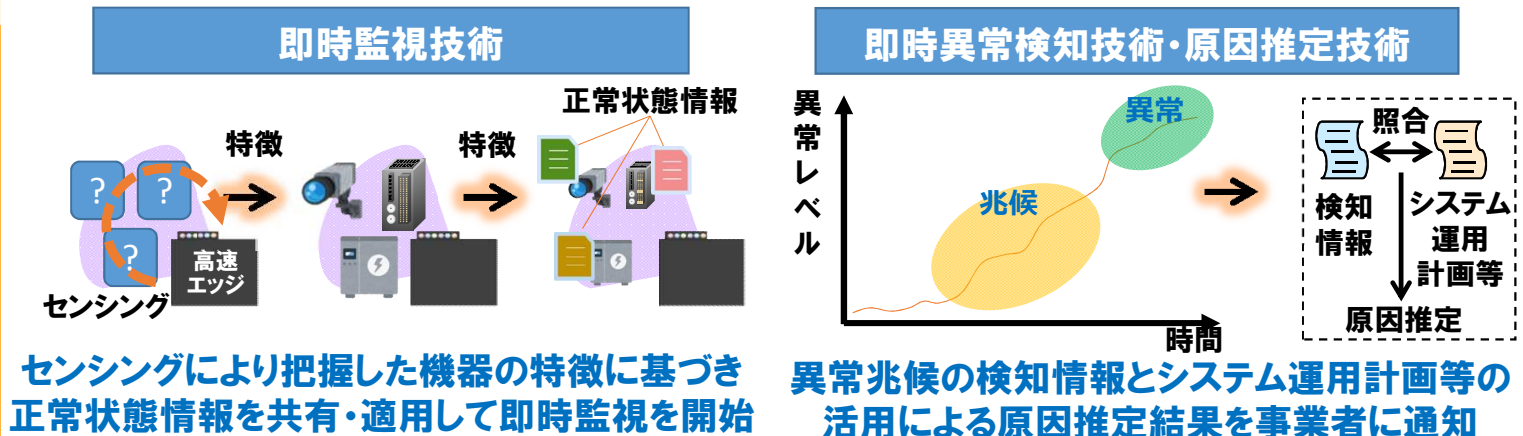 即時監視技術
正常状態情報
特徴
特徴
?
?
?
高速
エッジ
センシング
センシングにより把握した機器の特徴に基づき
正常状態情報を共有・適用して即時監視を開始
即時異常検知技術・原因推定技術
異常レベル
異常
兆候
時間
照合
検知
情報
システム
運用
計画等
原因推定
異常兆候の検知情報とシステム運用計画等の
活用による原因推定結果を事業者に通知